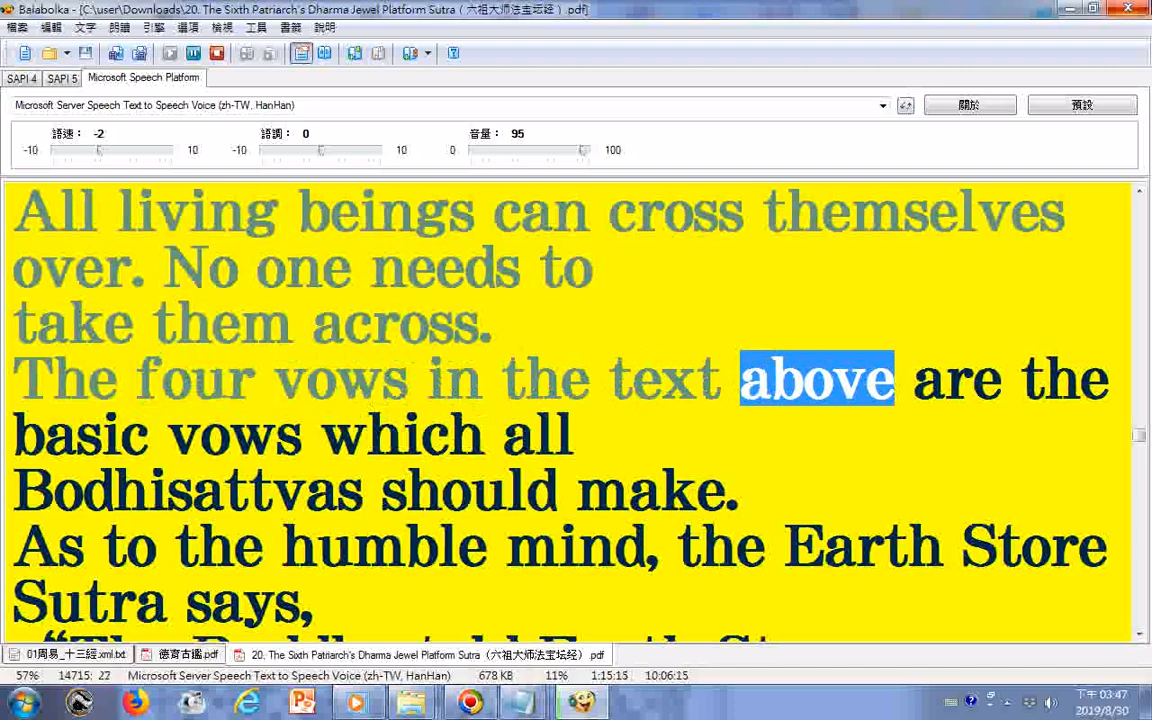 Balabolka - [C:\user\Downloads\20. The Sixth Patriarch's Dharma Jewel Platform Sutra（六祖大师法宝坛经）.pdf]
檔案 編輯 文字 朗讀 引擎 選項 檢視 工具 書籤 說明
SAPI 4 SAPI 5 Microsoft Speech Platform
Microsoft Server Speech Text to Speech Voice (zh-TW, HanHan) 關於 預設
語速： -2 語調： 0 音量： 95
-10 10 -10 10 0 100
All living beings can cross themselves
over. No one needs to
take them across.
The four vows in the text above are the
basic vows which all
Bodhisattvas should make.
As to the humble mind, the Earth Store
Sutra says,
01周易_十三經.xml.txt 德育古鑑.pdf 20. The Sixth Patriarch's Dharma Jewel Platform Sutra（六祖大师法宝坛经）.pdf
57% 14715: 22 Microsoft Server Speech Text to Speech Voice (zh-TW, HanHan) 678 KB 11% 1:15:15 10:06:15
下午 03:47
2019/8/30